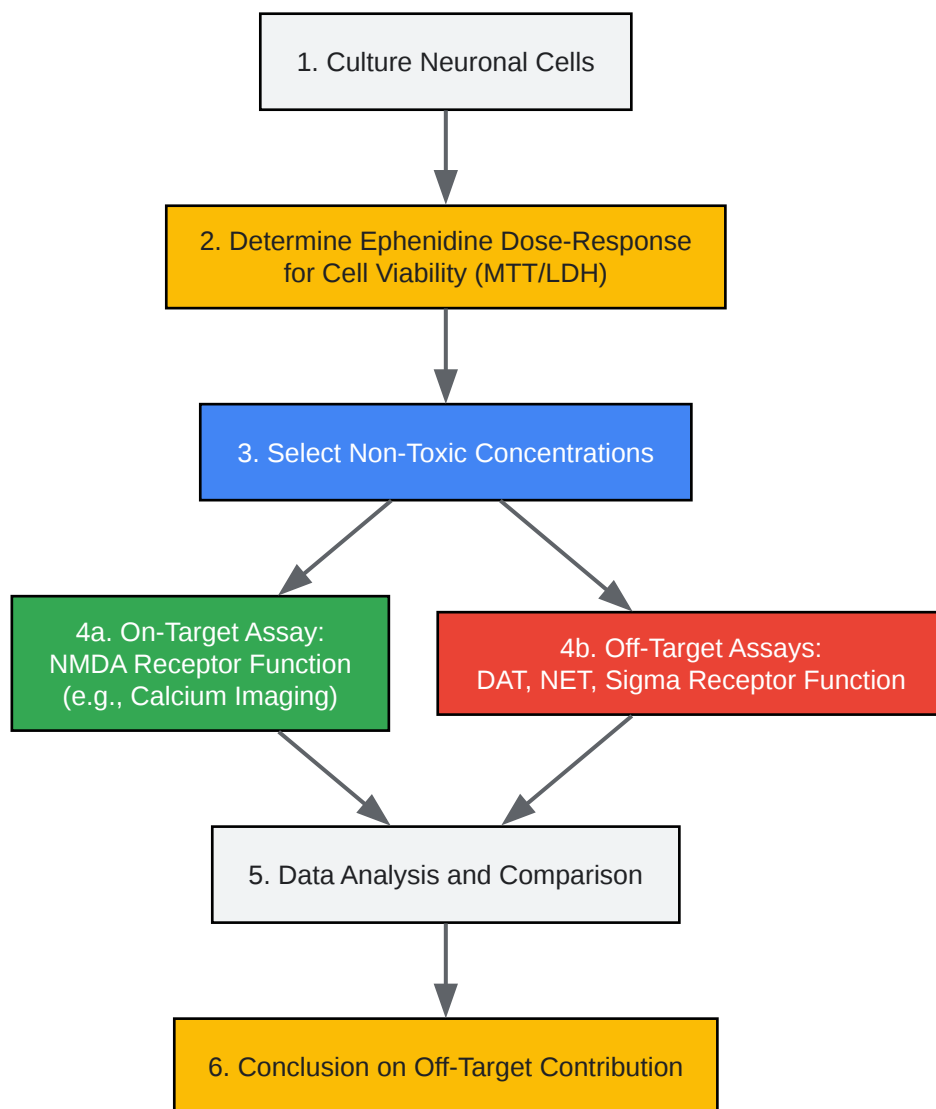 1. Culture Neuronal Cells
2. Determine Ephenidine Dose-Response
for Cell Viability (MTT/LDH)
3. Select Non-Toxic Concentrations
4a. On-Target Assay:
NMDA Receptor Function
(e.g., Calcium Imaging)
4b. Off-Target Assays:
DAT, NET, Sigma Receptor Function
5. Data Analysis and Comparison
6. Conclusion on Off-Target Contribution